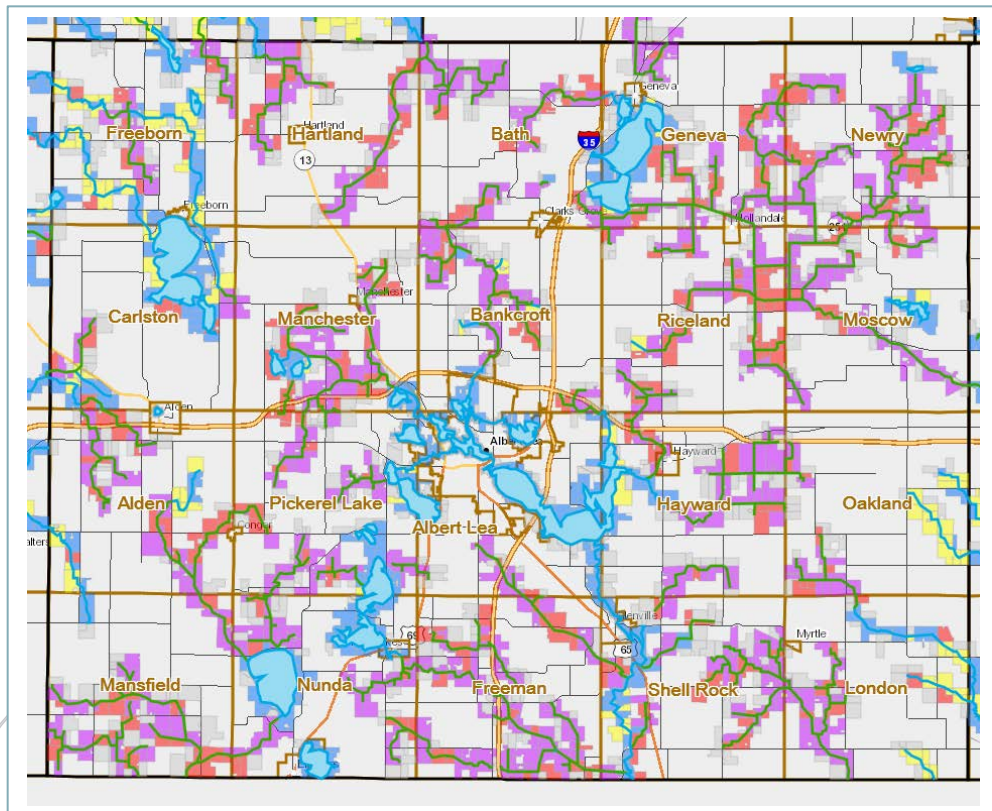 Geneva
Freeborn
Hartland
Hartland
13
Bath
35
Geneva
Newry
Freeborn
Clarks Grove
Hollandale
251
Manchester
Carlston
Manchester
Bankcroft
Riceland
Moscow
Alden
Hayward
Alden
Pickerel Lake
Albert Lea
Hayward
Oakland
Conger
Glenville
69
65
Myrtle
Mansfield
Nunda
Freeman
Shell Rock
London